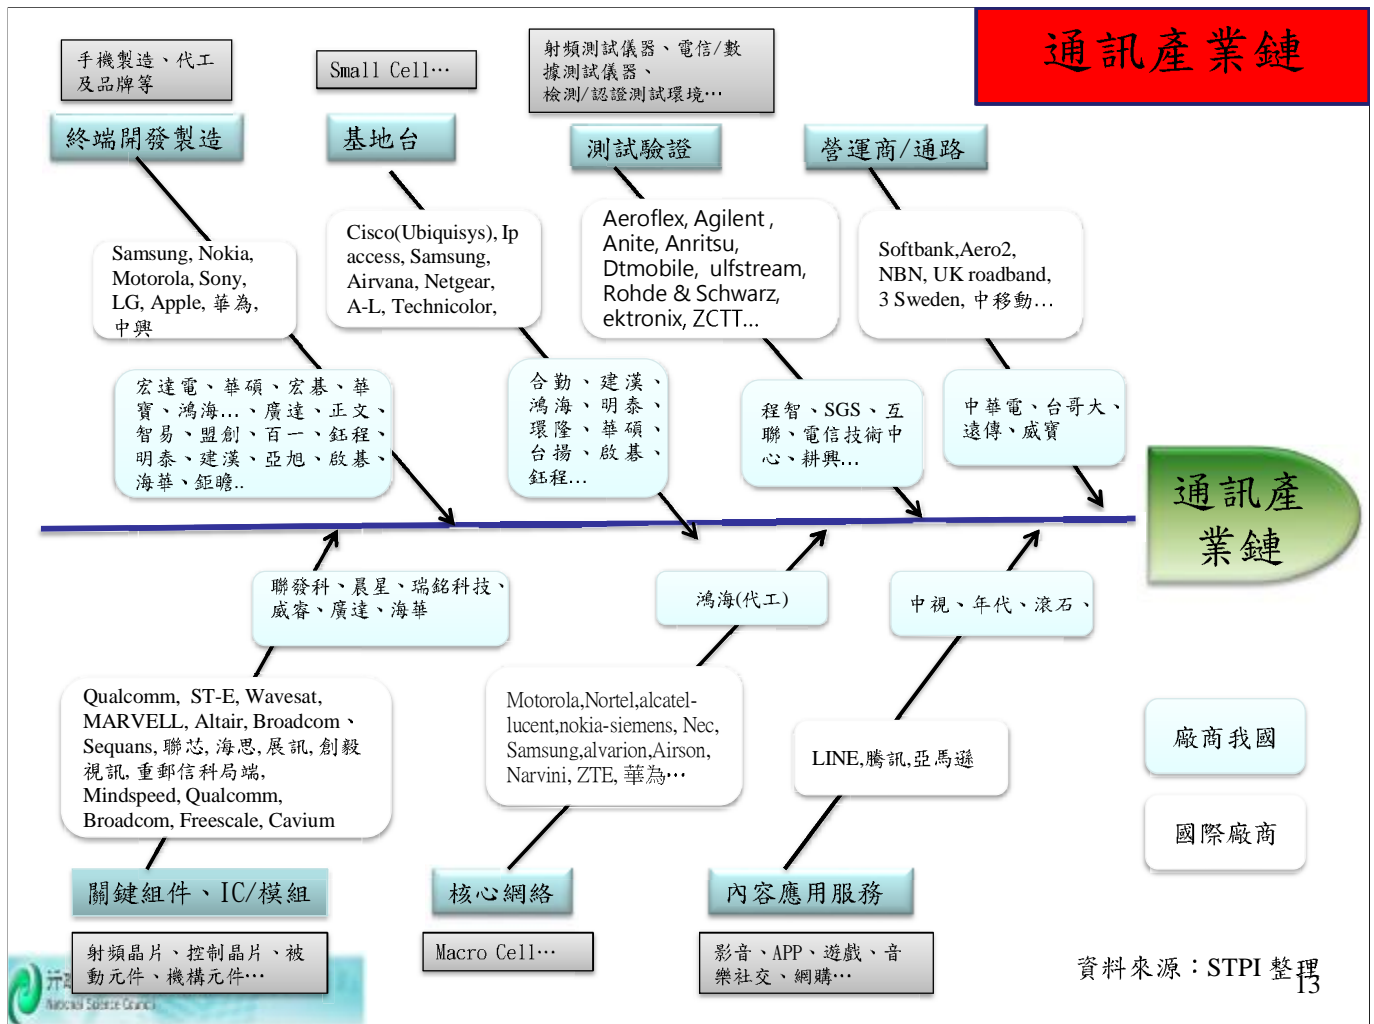 通訊產業鏈
手機製造、代工
及品牌等
終端開發製造
Samsung, Nokia,
Motorola, Sony,
LG, Apple, 華為,
中興
宏達電、華碩、宏碁、華
寶、鴻海...、廣達、正文、
智易、盟創、百一、鈺程、
明泰、建漢、亞旭、啟碁、
海華、鉅瞻..
Small Cell…
基地台
Cisco(Ubiquisys), Ip
access, Samsung,
Airvana, Netgear,
A-L, Technicolor,
合勤、建漢、
鴻海、明泰、
環隆、華碩、
台揚、啟碁、
鈺程...
射頻測試儀器、電信/數
據測試儀器、
檢測/認證測試環境…
測試驗證
Aeroflex, Agilent ,
Anite, Anritsu,
Dtmobile, ulfstream,
Rohde & Schwarz,
ektronix, ZCTT...
程智、SGS、互
聯、電信技術中
心、耕興...
營運商/通路
Softbank,Aero2,
NBN, UK roadband,
3 Sweden, 中移動...
中華電、台哥大、
遠傳、威寶
通訊產
業鏈
聯發科、晨星、瑞銘科技、
威睿、廣達、海華
Qualcomm, ST-E, Wavesat,
MARVELL, Altair, Broadcom、
Sequans, 聯芯, 海思, 展訊, 創毅
視訊, 重郵信科局端,
Mindspeed, Qualcomm,
Broadcom, Freescale, Cavium
關鍵組件、IC/模組
射頻晶片、控制晶片、被
動元件、機構元件…
鴻海(代工)
Motorola,Nortel,alcatel-
lucent,nokia-siemens, Nec,
Samsung,alvarion,Airson,
Narvini, ZTE, 華為…
核心網絡
Macro Cell…
中視、年代、滾石、
LINE,騰訊,亞馬遜
內容應用服務
影音、APP、遊戲、音
樂社交、網購…
廠商我國
國際廠商
資料來源：STPI 整理
13
National Science Council